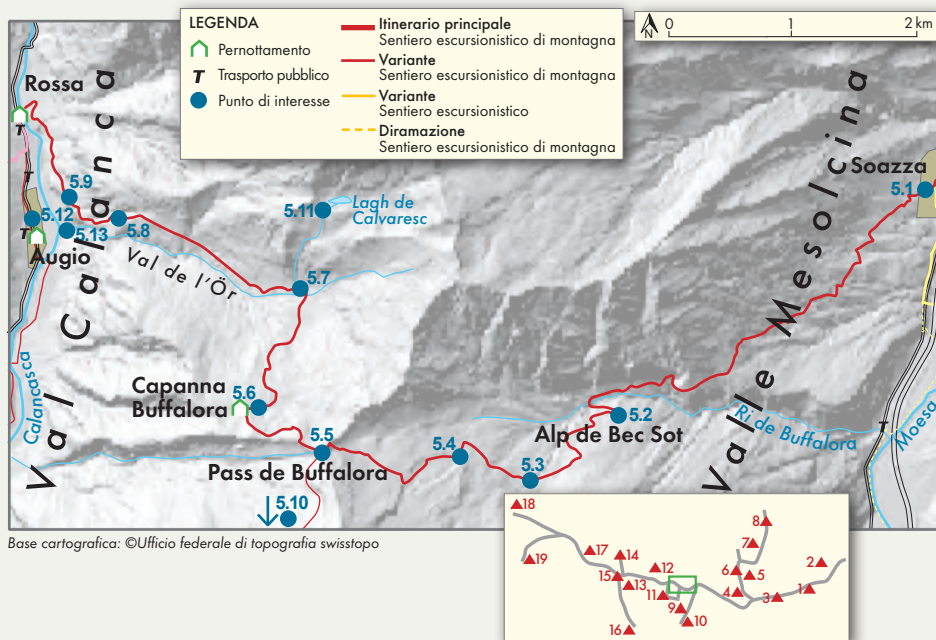 LEGENDA
Pernottamento
T Trasporto pubblico
Punto di interesse
Itinerario principale
Sentiero escursionistico di montagna
Variante
Sentiero escursionistico di montagna
Variante
Sentiero escursionistico
Diramazione
Sentiero escursionistico di montagna
N 0 1 2 km
Rossa
T
T
5.9
5.12
5.13
5.8
T
Augio
Val Calanca
Val de l'Ör
5.11
Lagh de
Calvaresc
5.7
Soazza
5.1
Valle Mesolcina
Calancasca
Capanna
Buffalora
5.6
5.5
Pass de Buffalora
5.4
5.3
5.2
Alp de Bec Sot
Ri de Buffalora
T
Moesa
5.10
Base cartografica: ©Ufficio federale di topografia swisstopo
18
19
17
14
15
13
12
11
9
10
16
8
7
6
5
4
3
1
2